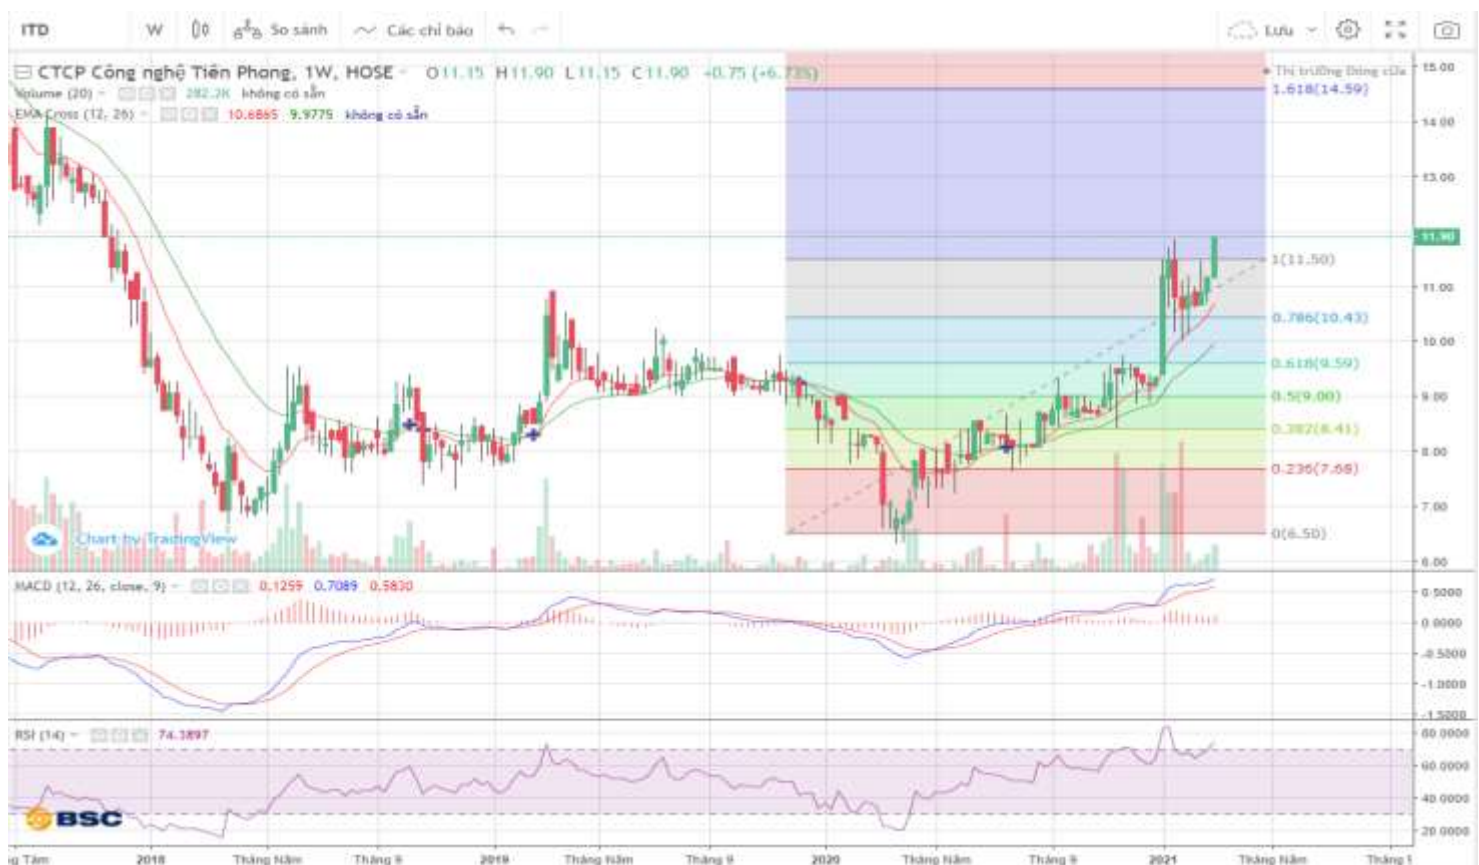 ITD W So sánh Các chỉ báo Lưu
CTCP Công nghệ Tiên Phong, 1W, HOSE O11.15 H11.90 L11.15 C11.90 +0.75 (+6.73%)
Thị trường Đóng cửa
Volume (20) 282.2K không có sẵn
EMA Cross (12, 26) 10.6865 9.9775 không có sẵn
1.618(14.59)
1(11.50)
0.786(10.43)
0.618(9.59)
0.5(9.00)
0.382(8.41)
0.236(7.68)
0(6.50)
15.00
14.00
13.00
11.90
11.00
10.00
9.00
8.00
7.00
6.00
Chart by TradingView
MACD (12, 26, close, 9) 0.1259 0.7089 0.5830
0.5000
0.0000
-0.5000
-1.0000
-1.5000
RSI (14) 74.3897
80.0000
60.0000
40.0000
20.0000
BSC
g Tám 2018 Tháng Năm Tháng 9 2019 Tháng Năm Tháng 9 2020 Tháng Năm Tháng 9 2021 Tháng Năm Tháng